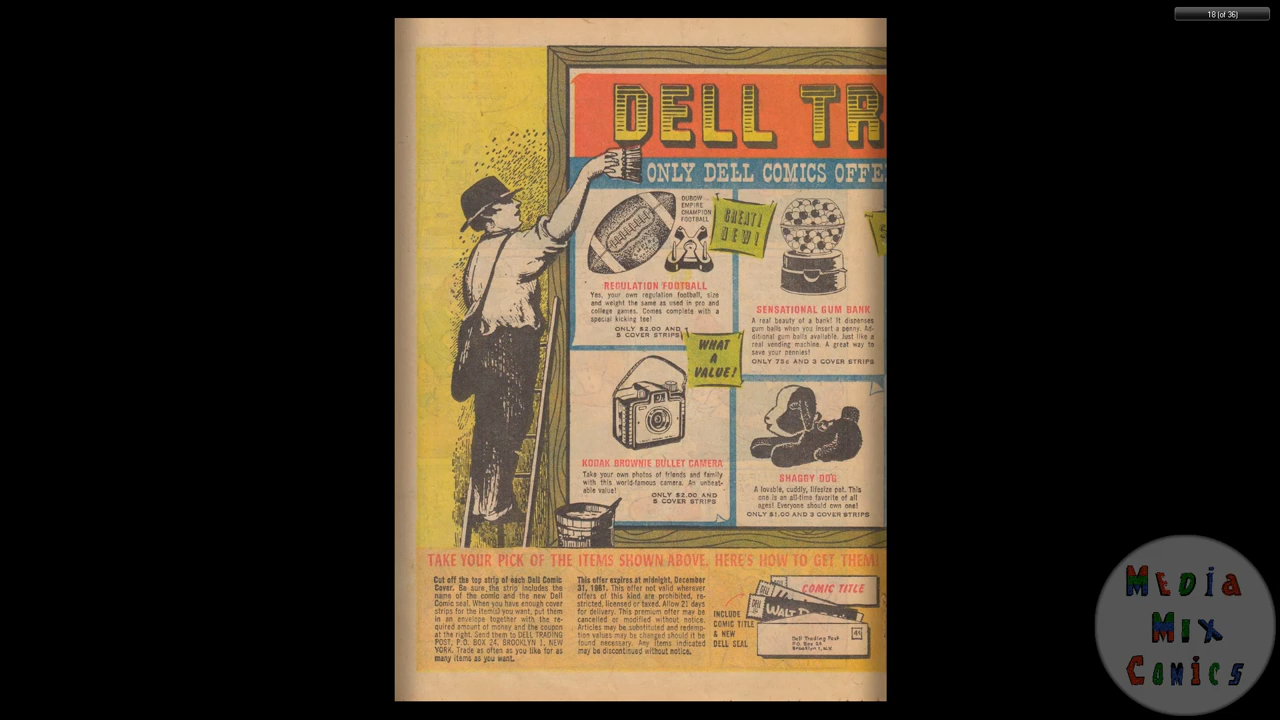 18 (of 36)
DELL TR
ONLY DELL COMICS OFFE
DUBOW
EMPIRE
CHAMPION
FOOTBALL
GREAT!
NEW!
REGULATION FOOTBALL
Yes, your own regulation football, size
and weight the same as used in pro and
college games. Comes complete with a
special kicking tee!
ONLY $2.00 AND
5 COVER STRIPS
SENSATIONAL GUM BANK
A real beauty of a bank! It dispenses
gum balls when you insert a penny. Ad-
ditional gum balls available. Just like a
real vending machine. A great way to
save your pennies!
ONLY 75¢ AND 3 COVER STRIPS
WHAT
A
VALUE!
KODAK BROWNIE BULLET CAMERA
Take your own photos of friends and family
with this world-famous camera. An unbeat-
able value!
ONLY $2.00 AND
5 COVER STRIPS
SHAGGY DOG
A lovable, cuddly, lifesize pet. This
one is an all-time favorite of all
ages! Everyone should own one!
ONLY $1.00 AND 3 COVER STRIPS
TAKE YOUR PICK OF THE ITEMS SHOWN ABOVE. HERE'S HOW TO GET THEM!
Cut off the top strip of each Dell Comic
Cover. Be sure the strip includes the
name of the comic and the new Dell
Comic seal. When you have enough cover
strips for the item(s) you want, put them
in an envelope together with the re-
quired amount of money and the coupon
at the right. Send them to DELL TRADING
POST, P.O. BOX 24, BROOKLYN 1, NEW
YORK. Trade as often as you like for as
many items as you want.
This offer expires at midnight, December
31, 1961. This offer not valid wherever
offers of this kind are prohibited, re-
stricted, licensed or taxed. Allow 21 days
for delivery. This premium offer may be
cancelled or modified without notice.
Articles may be substituted and redemp-
tion values may be changed should it be
found necessary. Any items indicated
may be discontinued without notice.
INCLUDE
COMIC TITLE
& NEW
DELL SEAL
COMIC TITLE
DELL
WALT
4¢
Dell Trading Post
P.O. Box 24
Brooklyn 1, N.Y.
MEDIA
MIX
COMICS